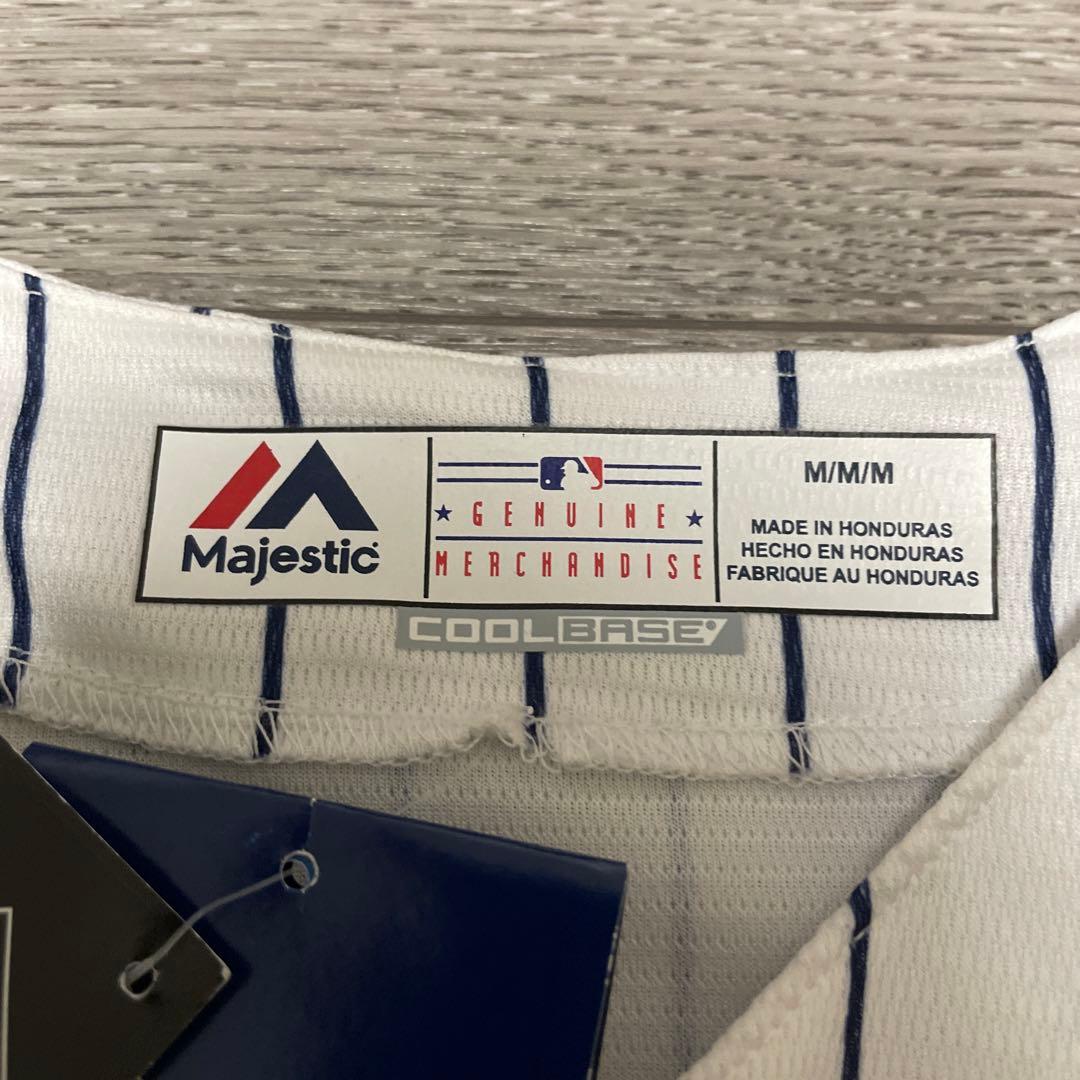 Majestic
GENUINE
MERCHANDISE
M/M/M
MADE IN HONDURAS
HECHO EN HONDURAS
FABRIQUE AU HONDURAS
COOLBASE